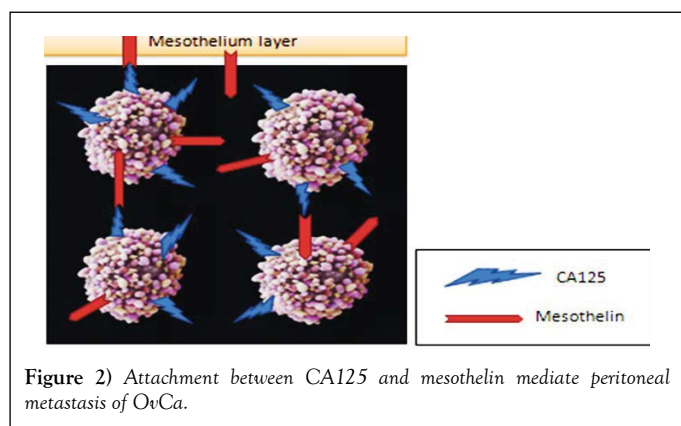 Mesothelium layer
CA125
Mesothelin
Figure 2) Attachment between CA125 and mesothelin mediate peritoneal
metastasis of OvCa.